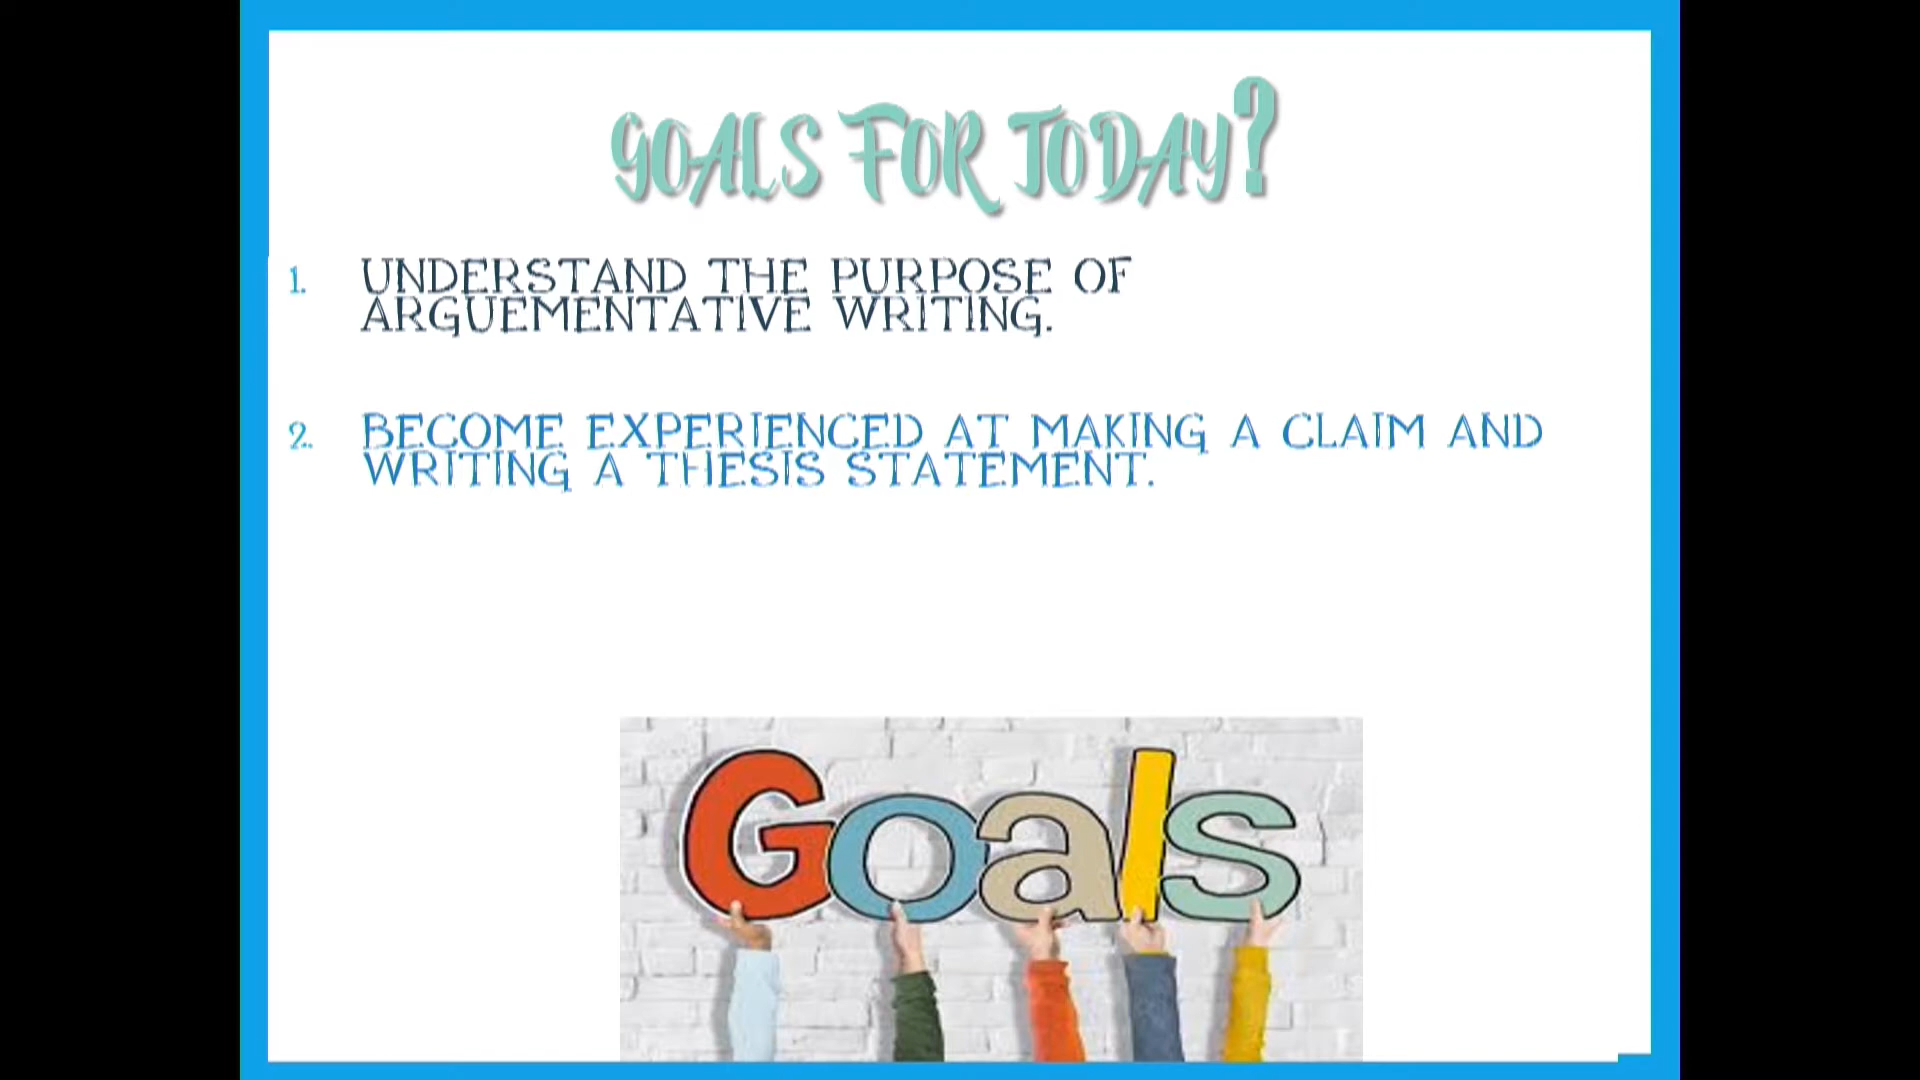 GOALS FOR TODAY?
1. UNDERSTAND THE PURPOSE OF
ARGUEMENTATIVE WRITING.
2. BECOME EXPERIENCED AT MAKING A CLAIM AND
WRITING A THESIS STATEMENT.
Goals